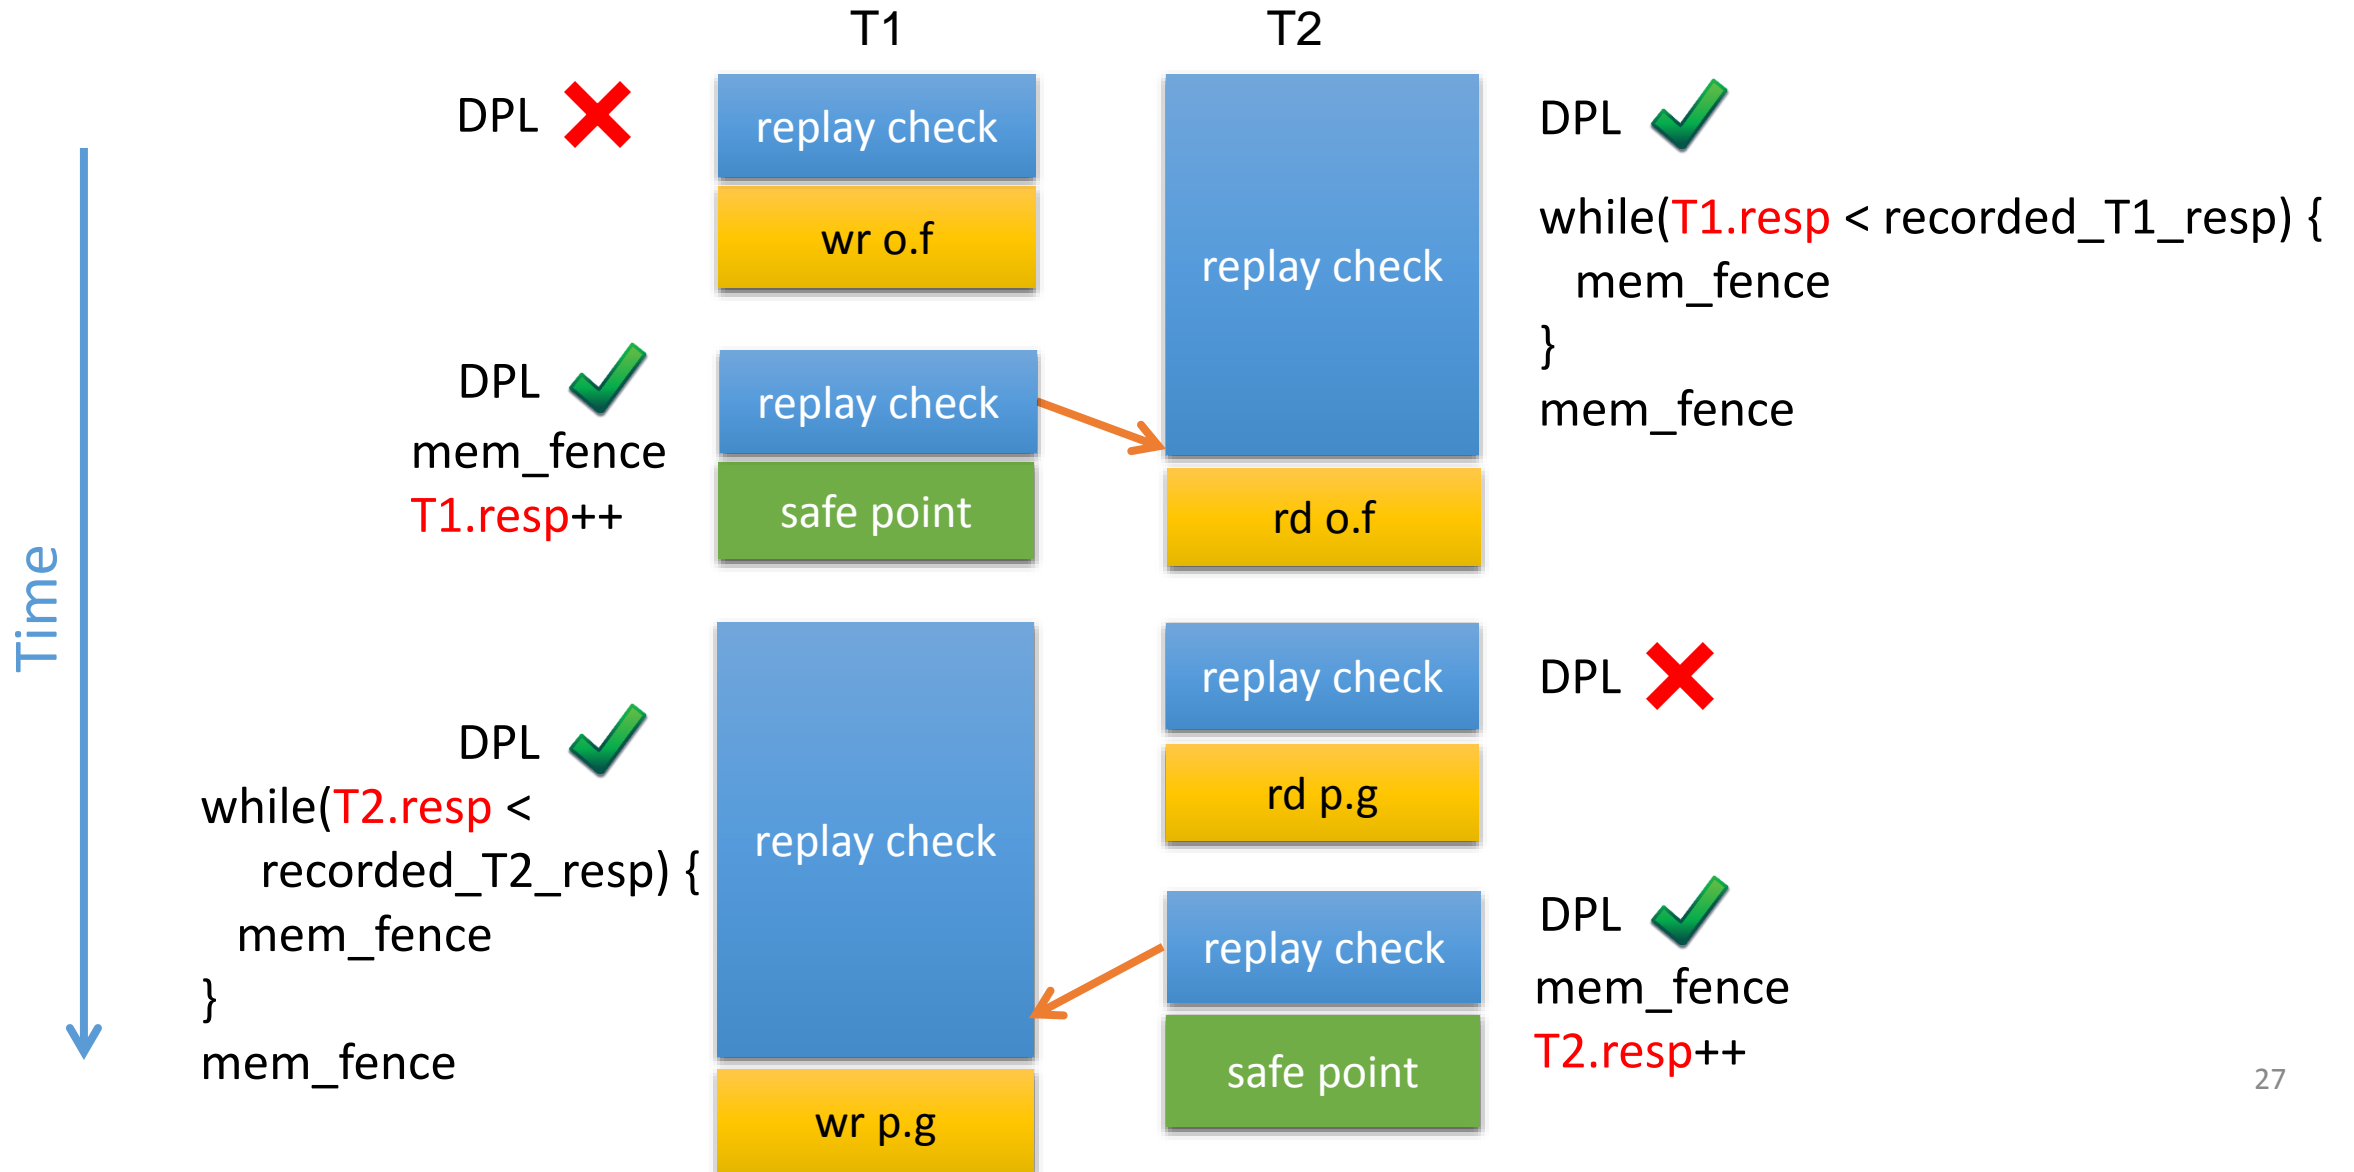 T1
T2
DPL
replay check
wr o.f
DPL
mem_fence
T1.resp++
replay check
safe point
replay check
rd o.f
DPL
while(T1.resp < recorded_T1_resp) {
mem_fence
}
mem_fence
Time
DPL
while(T2.resp <
recorded_T2_resp) {
mem_fence
}
mem_fence
replay check
wr p.g
replay check
rd p.g
replay check
safe point
DPL
DPL
mem_fence
T2.resp++
27